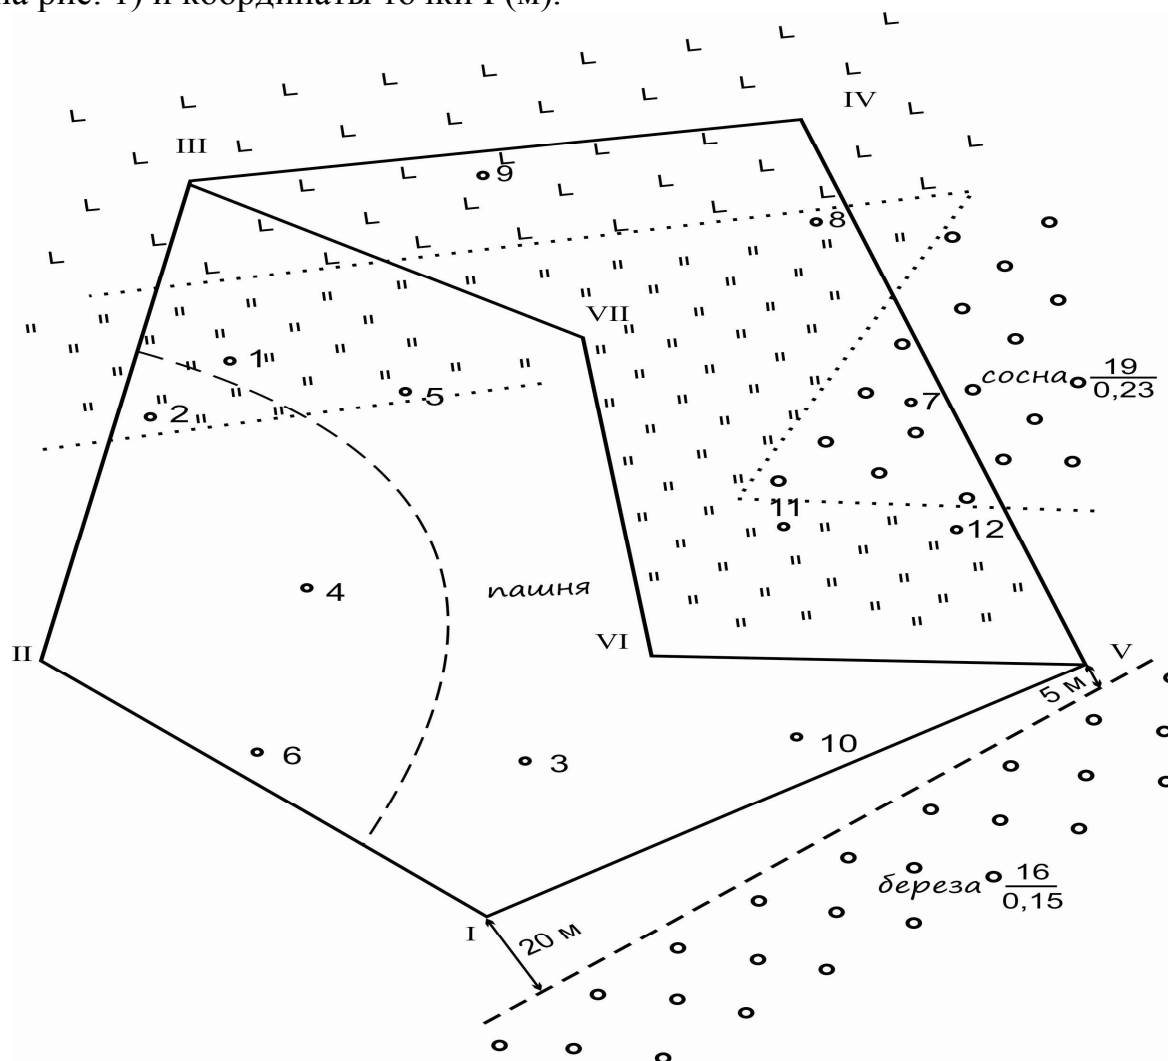 на рис. 1) и координаты точки I (м).
IV
III
9
8
VII
1
5
2
сосна 19/0,23
7
11
12
4
пашня
II
VI
V
5 м
6
3
10
береза 16/0,15
I
20 м